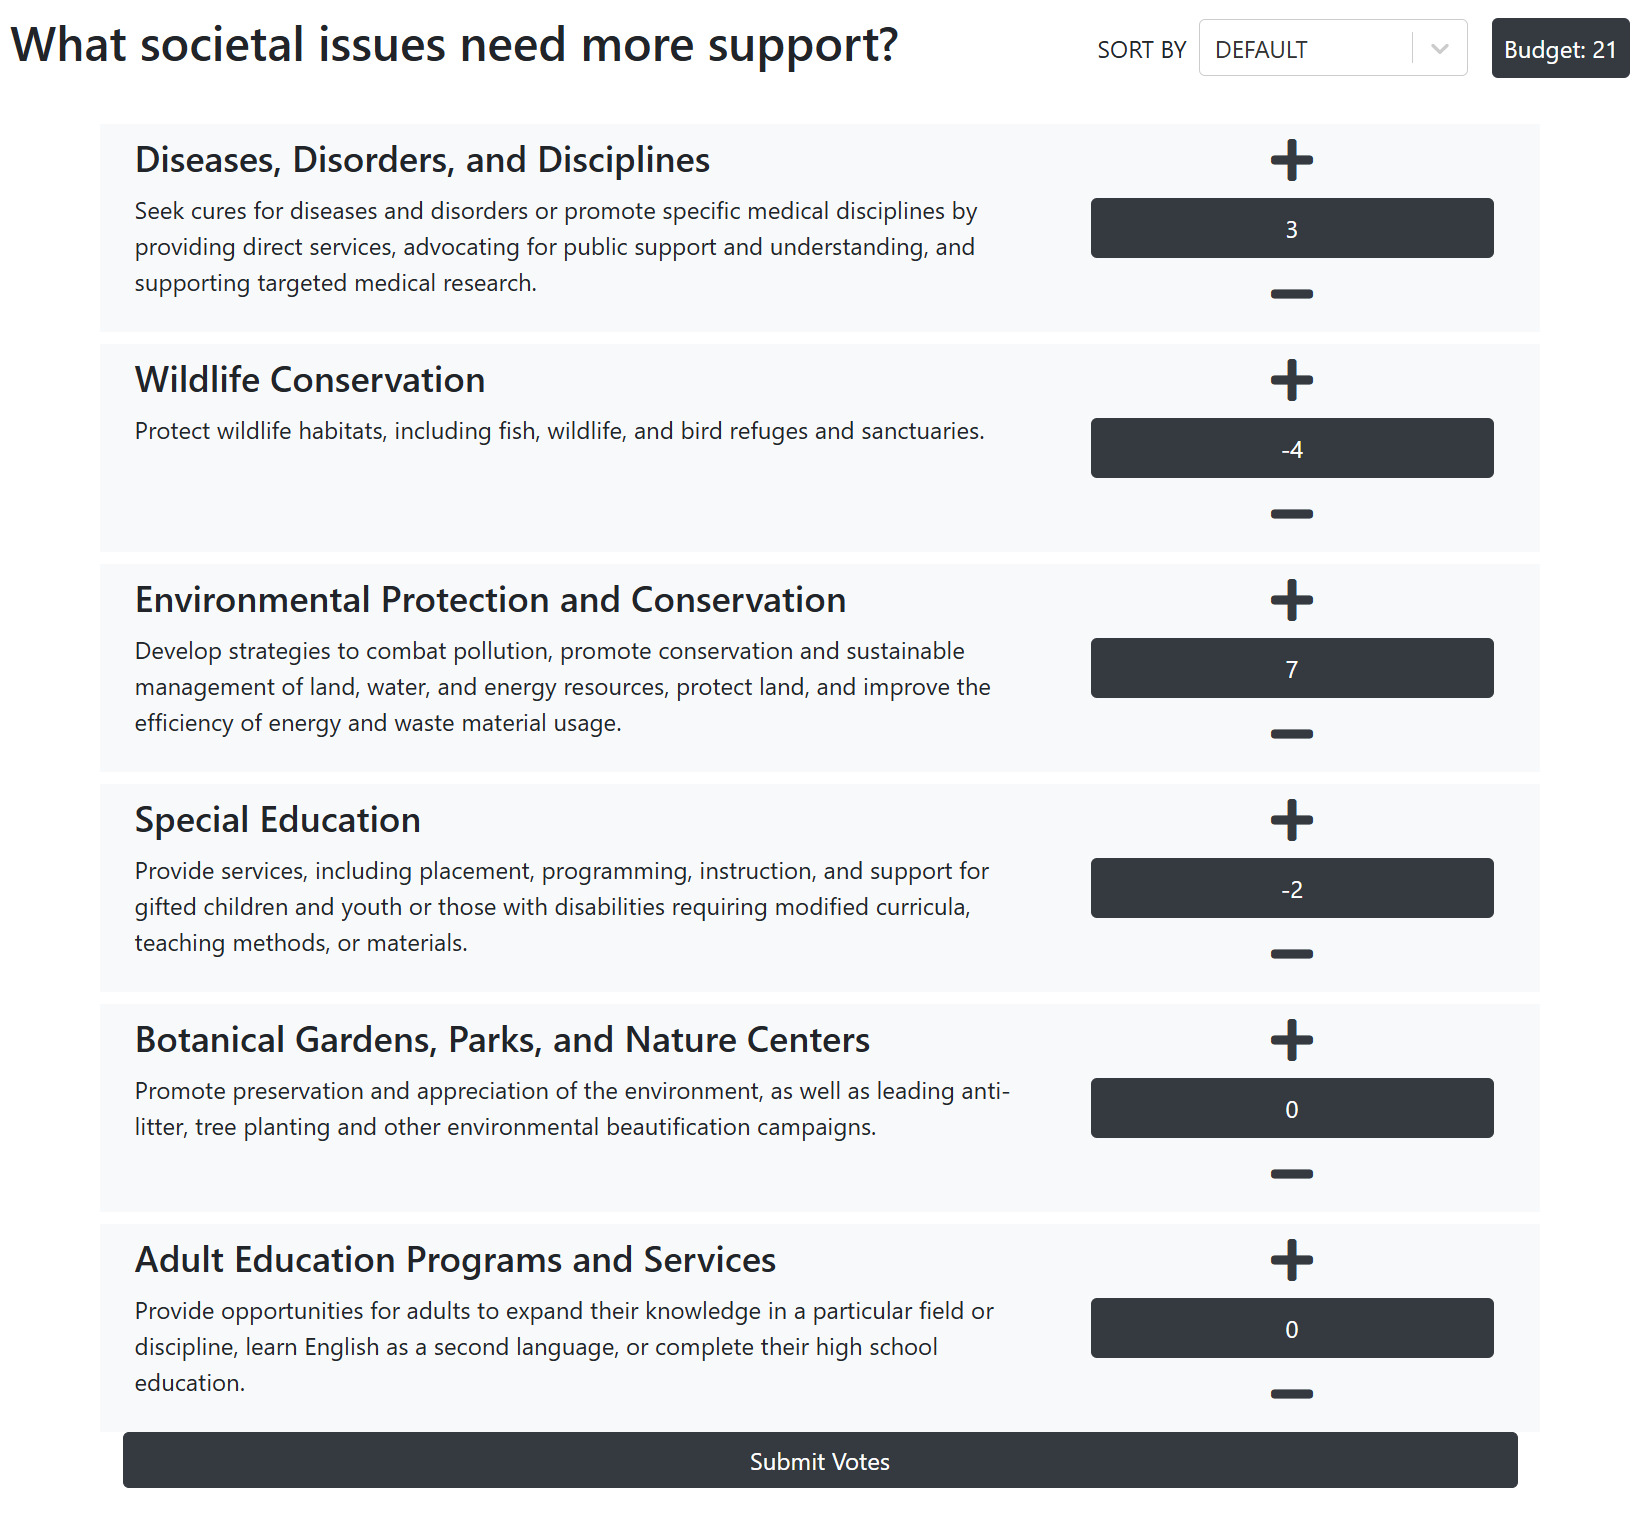 What societal issues need more support?
SORT BY
DEFAULT
Budget: 21
Diseases, Disorders, and Disciplines
Seek cures for diseases and disorders or promote specific medical disciplines by
providing direct services, advocating for public support and understanding, and
supporting targeted medical research.
3
Wildlife Conservation
Protect wildlife habitats, including fish, wildlife, and bird refuges and sanctuaries.
-4
Environmental Protection and Conservation
Develop strategies to combat pollution, promote conservation and sustainable
management of land, water, and energy resources, protect land, and improve the
efficiency of energy and waste material usage.
7
Special Education
Provide services, including placement, programming, instruction, and support for
gifted children and youth or those with disabilities requiring modified curricula,
teaching methods, or materials.
-2
Botanical Gardens, Parks, and Nature Centers
Promote preservation and appreciation of the environment, as well as leading anti-
litter, tree planting and other environmental beautification campaigns.
0
Adult Education Programs and Services
Provide opportunities for adults to expand their knowledge in a particular field or
discipline, learn English as a second language, or complete their high school
education.
0
Submit Votes